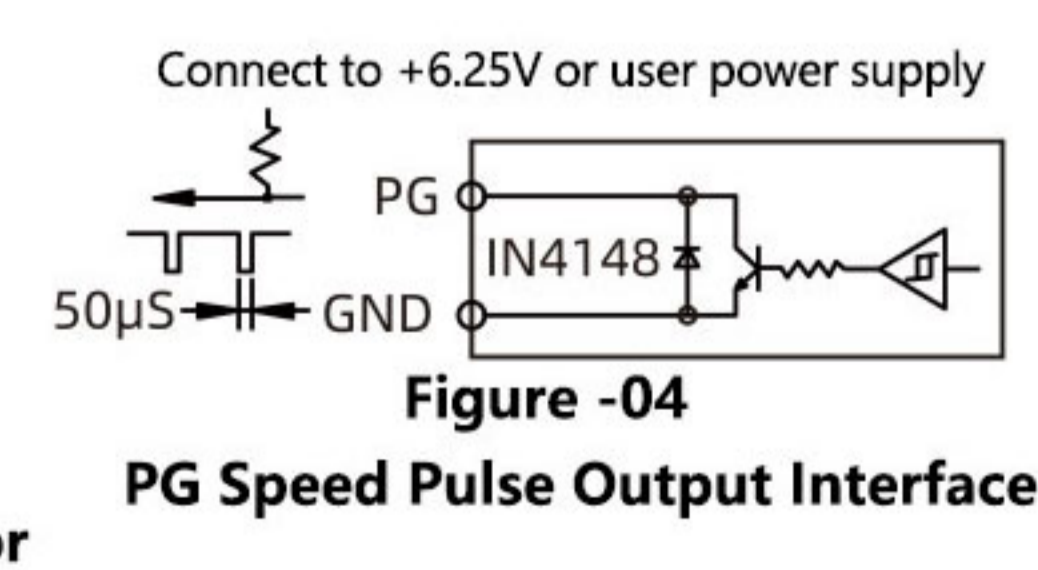 Connect to +6.25V or user power supply
PG
IN4148
50µS
GND
Figure -04
PG Speed Pulse Output Interface
or